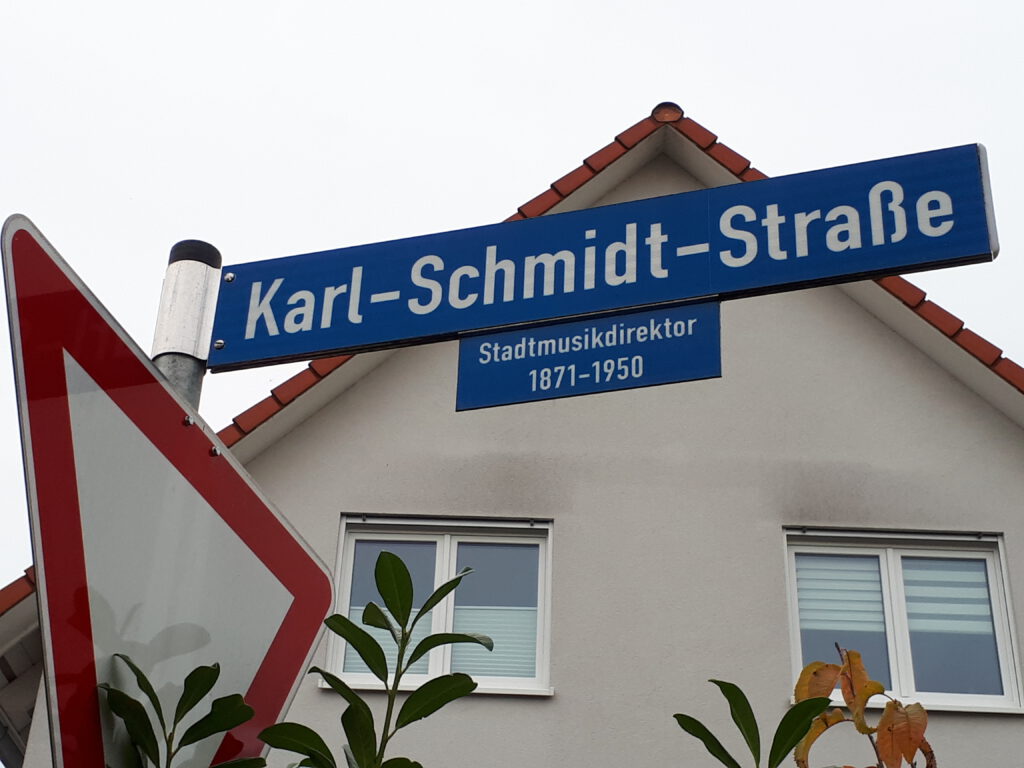 Karl-Schmidt-Straße
Stadtmusikdirektor
1871-1950